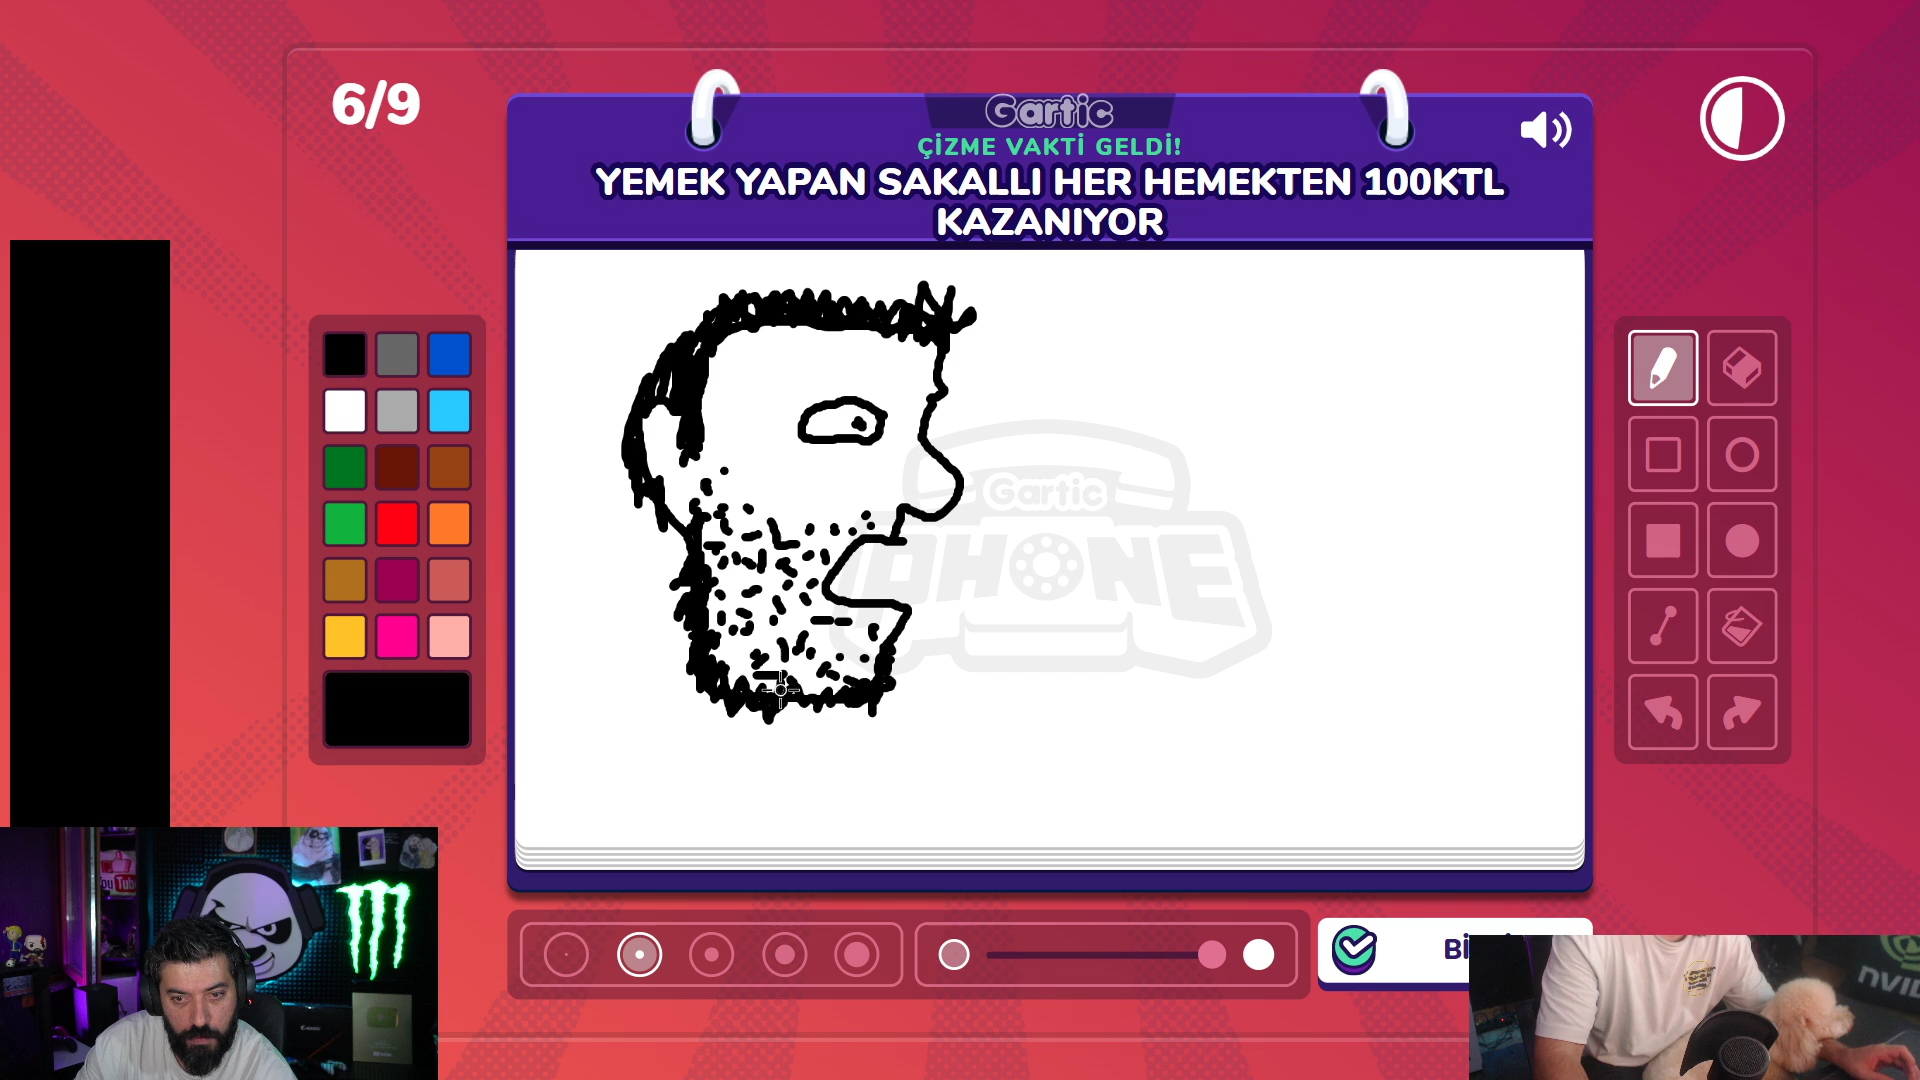 6/9
Gartic
ÇİZME VAKTİ GELDİ!
YEMEK YAPAN SAKALLI HER HEMEKTEN 100KTL
KAZANIYOR
Gartic
PHONE